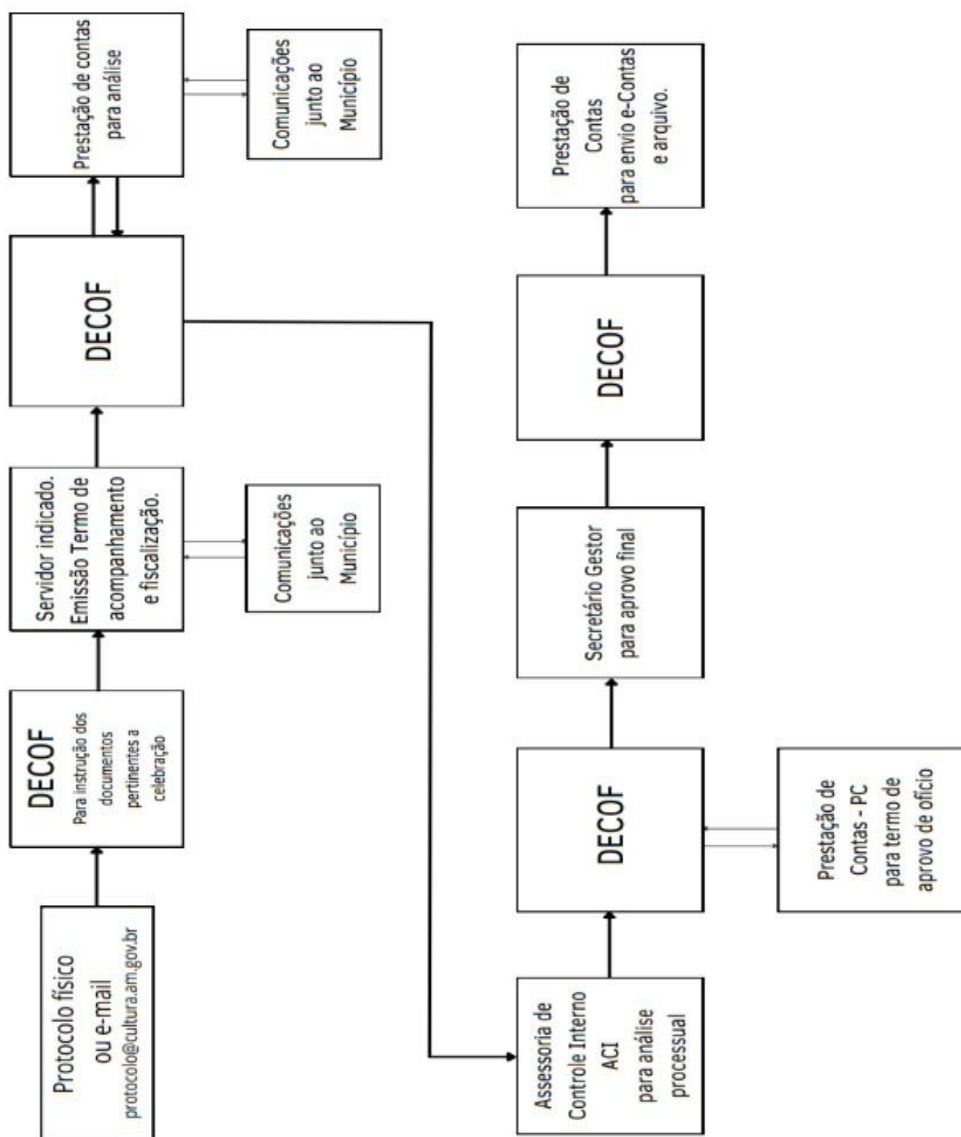 Protocolo físico
ou e-mail
protocolo@cultura.am.gov.br
DECOF
Para instrução dos
documentos
pertinentes a
celebração
Servidor indicado.
Emissão Termo de
acompanhamento
e fiscalização.
Comunicações
junto ao
Município
DECOF
Prestação de contas
para análise
Comunicações
junto ao
Município
Assessoria de
Controle Interno
ACI
para análise
processual
DECOF
Prestação de
Contas - PC
para termo de
aprovo de ofício
Secretário Gestor
para aprovo final
DECOF
Prestação de
Contas
para envio e-Contas
e arquivo.